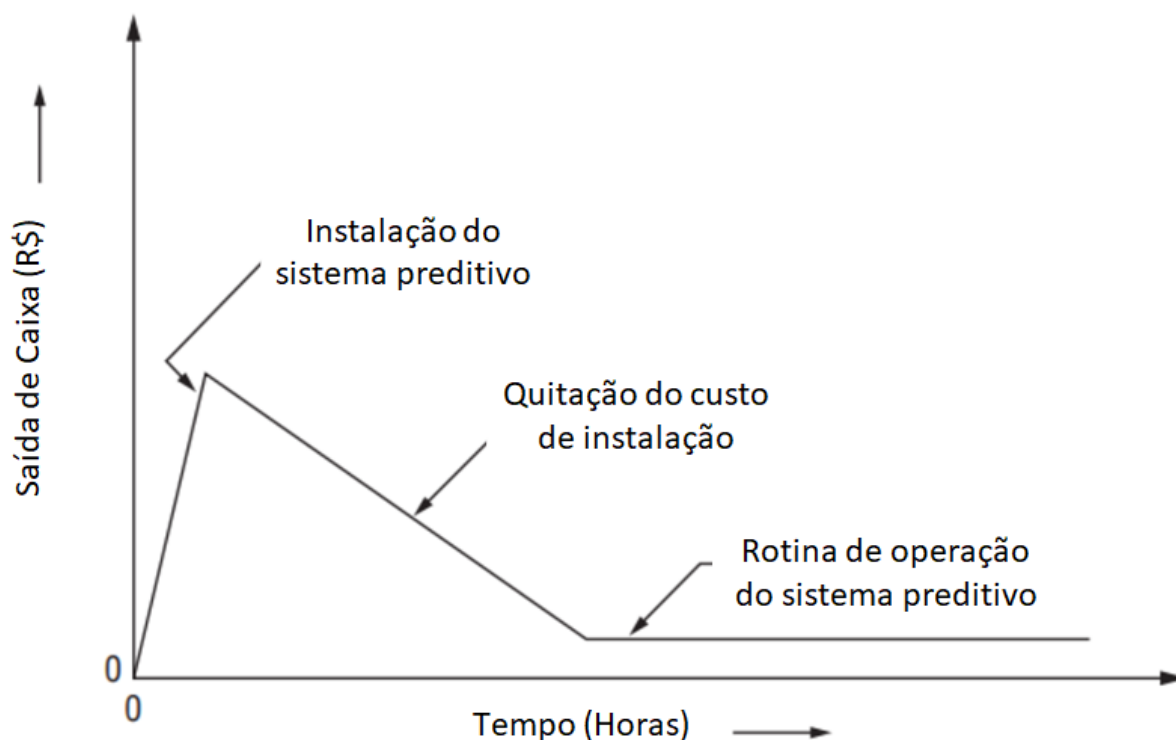 Saída de Caixa (R$)
Instalação do
sistema preditivo
Quitação do custo
de instalação
Rotina de operação
do sistema preditivo
0
0
Tempo (Horas)